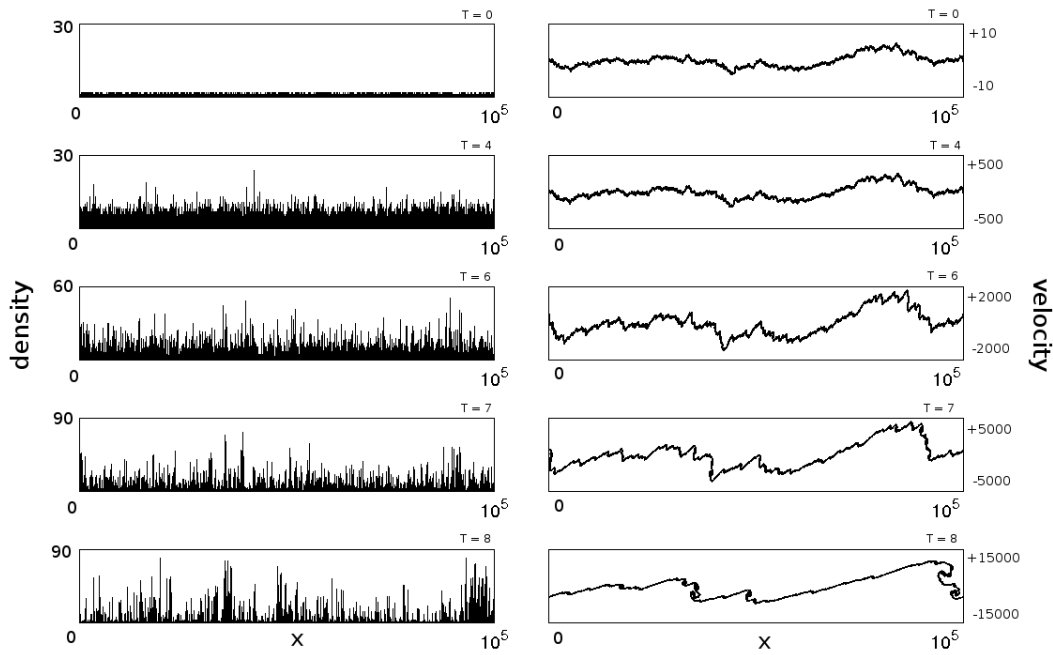 T = 0
T = 0
30
+10
-10
0
10^5
0
10^5
30
T = 4
T = 4
+500
-500
0
10^5
0
10^5
60
T = 6
T = 6
+2000
-2000
density
velocity
0
10^5
0
10^5
90
T = 7
T = 7
+5000
-5000
0
10^5
0
10^5
90
T = 8
T = 8
+15000
-15000
0
x
10^5
0
x
10^5